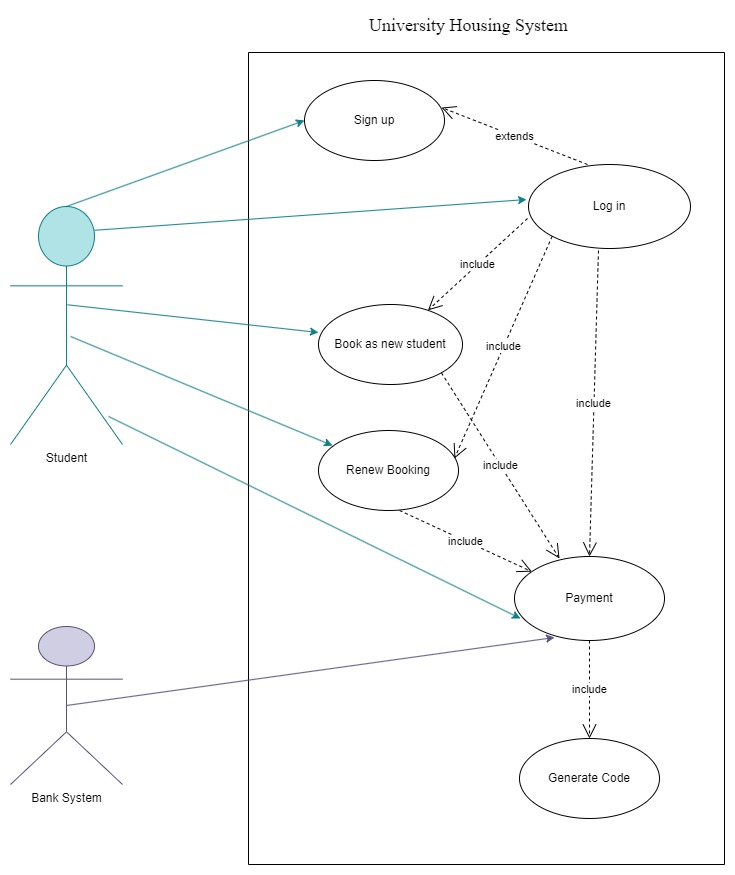 University Housing System
Sign up
extends
Log in
include
Book as new student
include
include
Student
Renew Booking
include
include
Payment
include
Bank System
Generate Code